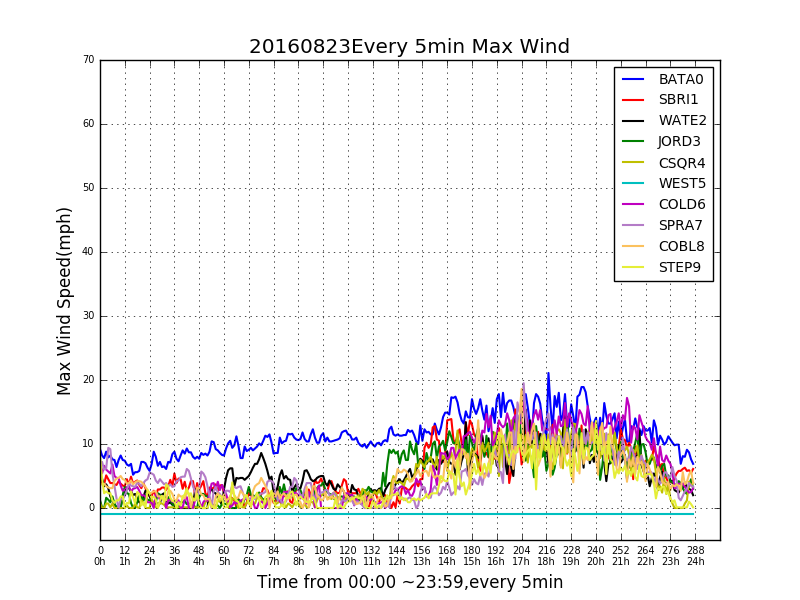 20160823Every 5min Max Wind
70
60
50
40
30
20
10
0
Max Wind Speed(mph)
BATA0
SBRI1
WATE2
JORD3
CSQR4
WEST5
COLD6
SPRA7
COBL8
STEP9
0 12 24 36 48 60 72 84 96 108 120 132 144 156 168 180 192 204 216 228 240 252 264 276 288
0h 1h 2h 3h 4h 5h 6h 7h 8h 9h 10h 11h 12h 13h 14h 15h 16h 17h 18h 19h 20h 21h 22h 23h 24h
Time from 00:00 ~23:59,every 5min